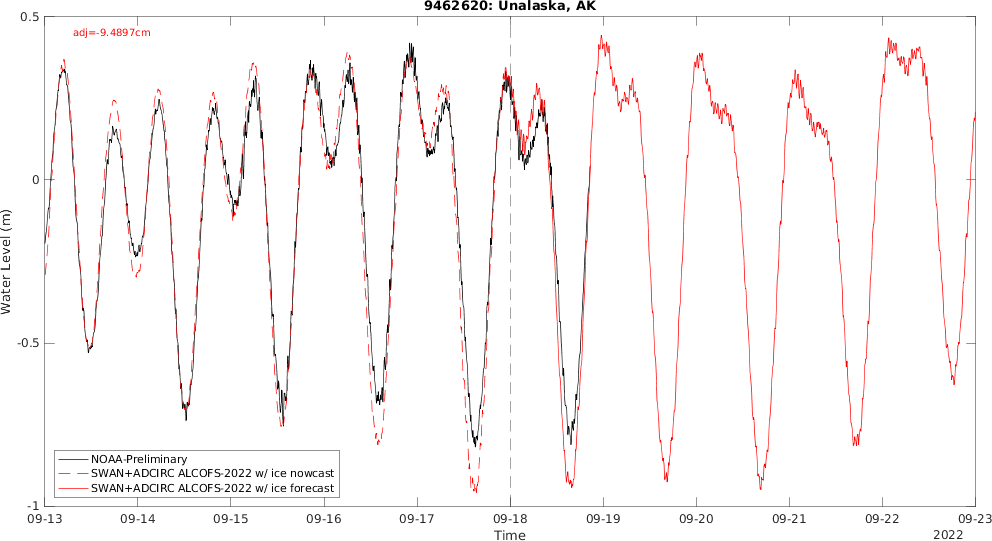 9462620: Unalaska, AK
adj=-9.4897cm
0.5
0
-0.5
-1
Water Level (m)
NOAA-Preliminary
SWAN+ADCIRC ALCOFS-2022 w/ ice nowcast
SWAN+ADCIRC ALCOFS-2022 w/ ice forecast
09-13 09-14 09-15 09-16 09-17 09-18 09-19 09-20 09-21 09-22 09-23
Time
2022